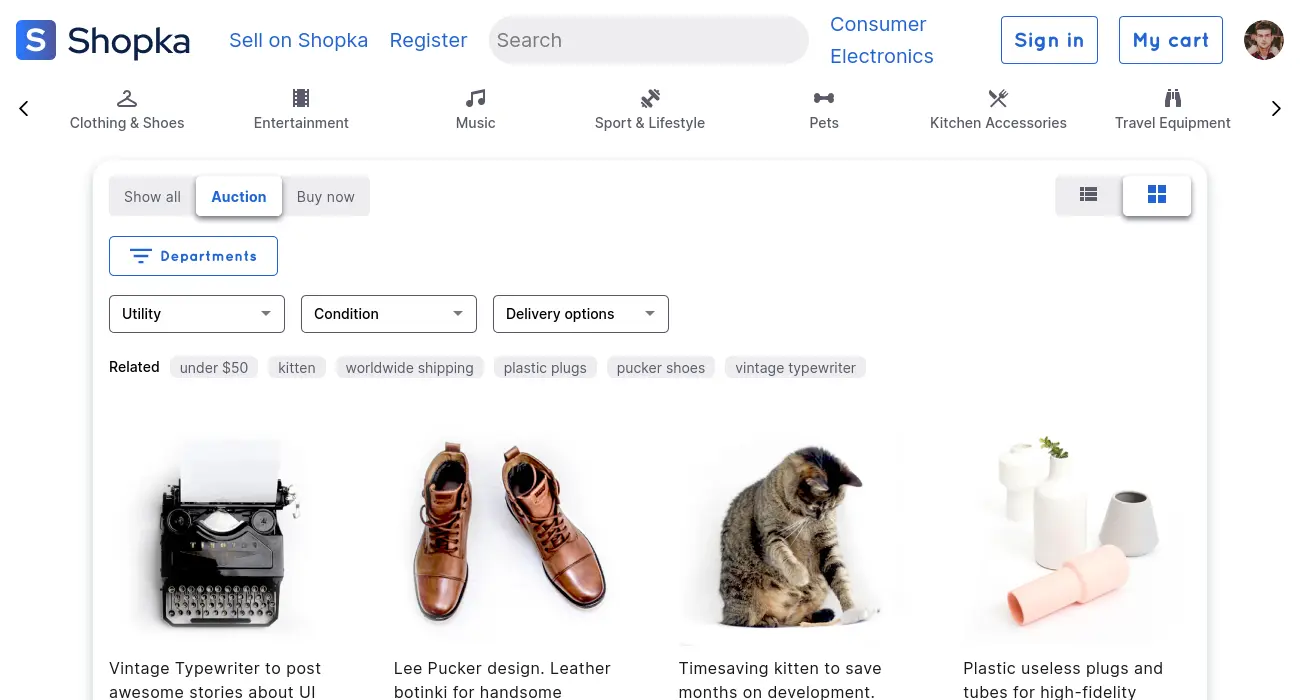 S Shopka
Sell on Shopka
Register
Search
Consumer
Electronics
Sign in
My cart
Clothing & Shoes
Entertainment
Music
Sport & Lifestyle
Pets
Kitchen Accessories
Travel Equipment
Show all
Auction
Buy now
Departments
Utility
Condition
Delivery options
Related
under $50
kitten
worldwide shipping
plastic plugs
pucker shoes
vintage typewriter
Vintage Typewriter to post
awesome stories about UI
Lee Pucker design. Leather
botinki for handsome
Timesaving kitten to save
months on development.
Plastic useless plugs and
tubes for high-fidelity